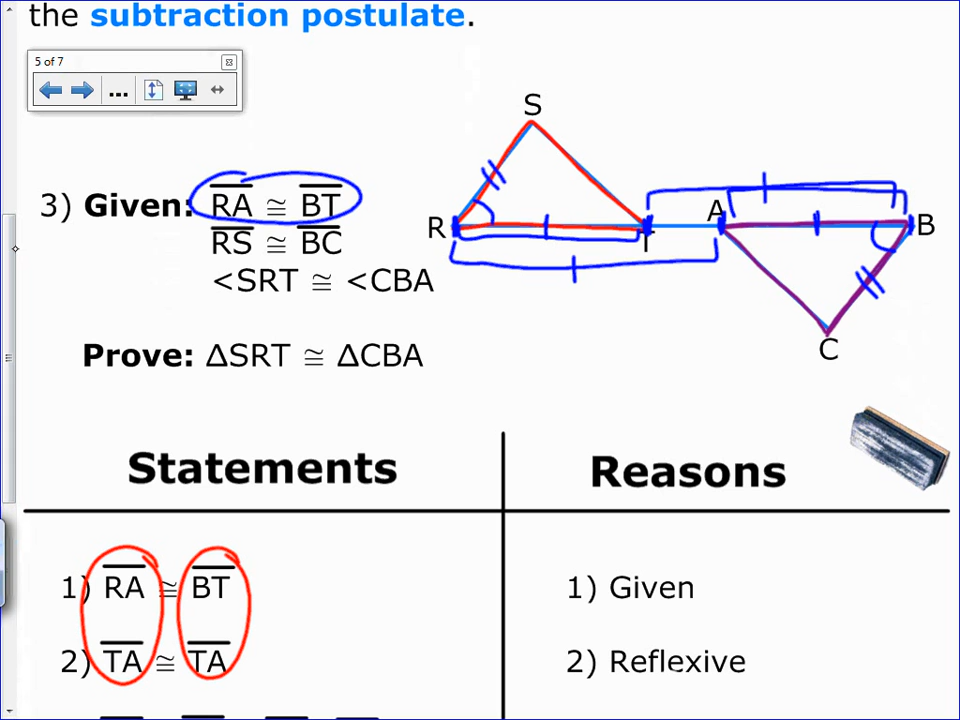 the subtraction postulate.
5 of 7
...
S
3) Given: RA ≅ BT
A
R
T
B
RS ≅ BC
<SRT ≅ <CBA
C
Prove: ΔSRT ≅ ΔCBA
Statements
Reasons
1) RA ≅ BT
1) Given
2) TA ≅ TA
2) Reflexive